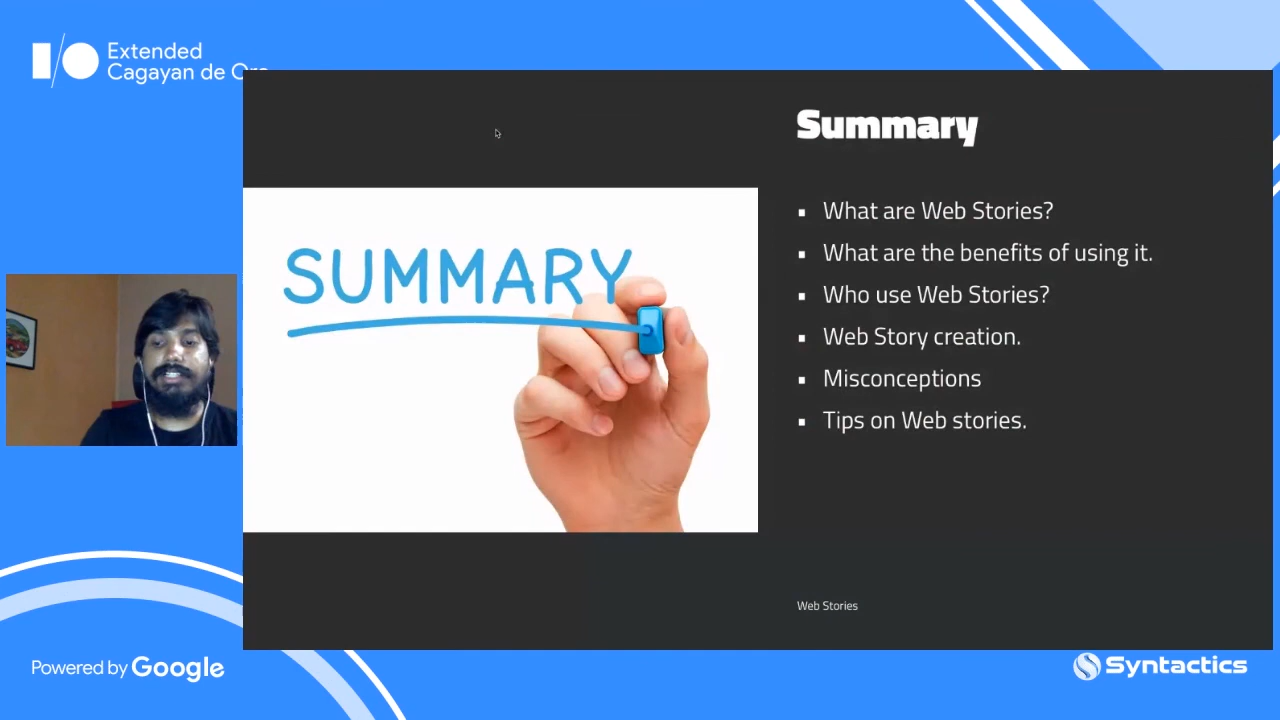 I/O Extended
Cagayan de Oro
Summary
SUMMARY
What are Web Stories?
What are the benefits of using it.
Who use Web Stories?
Web Story creation.
Misconceptions
Tips on Web stories.
Web Stories
Powered by Google
Syntactics